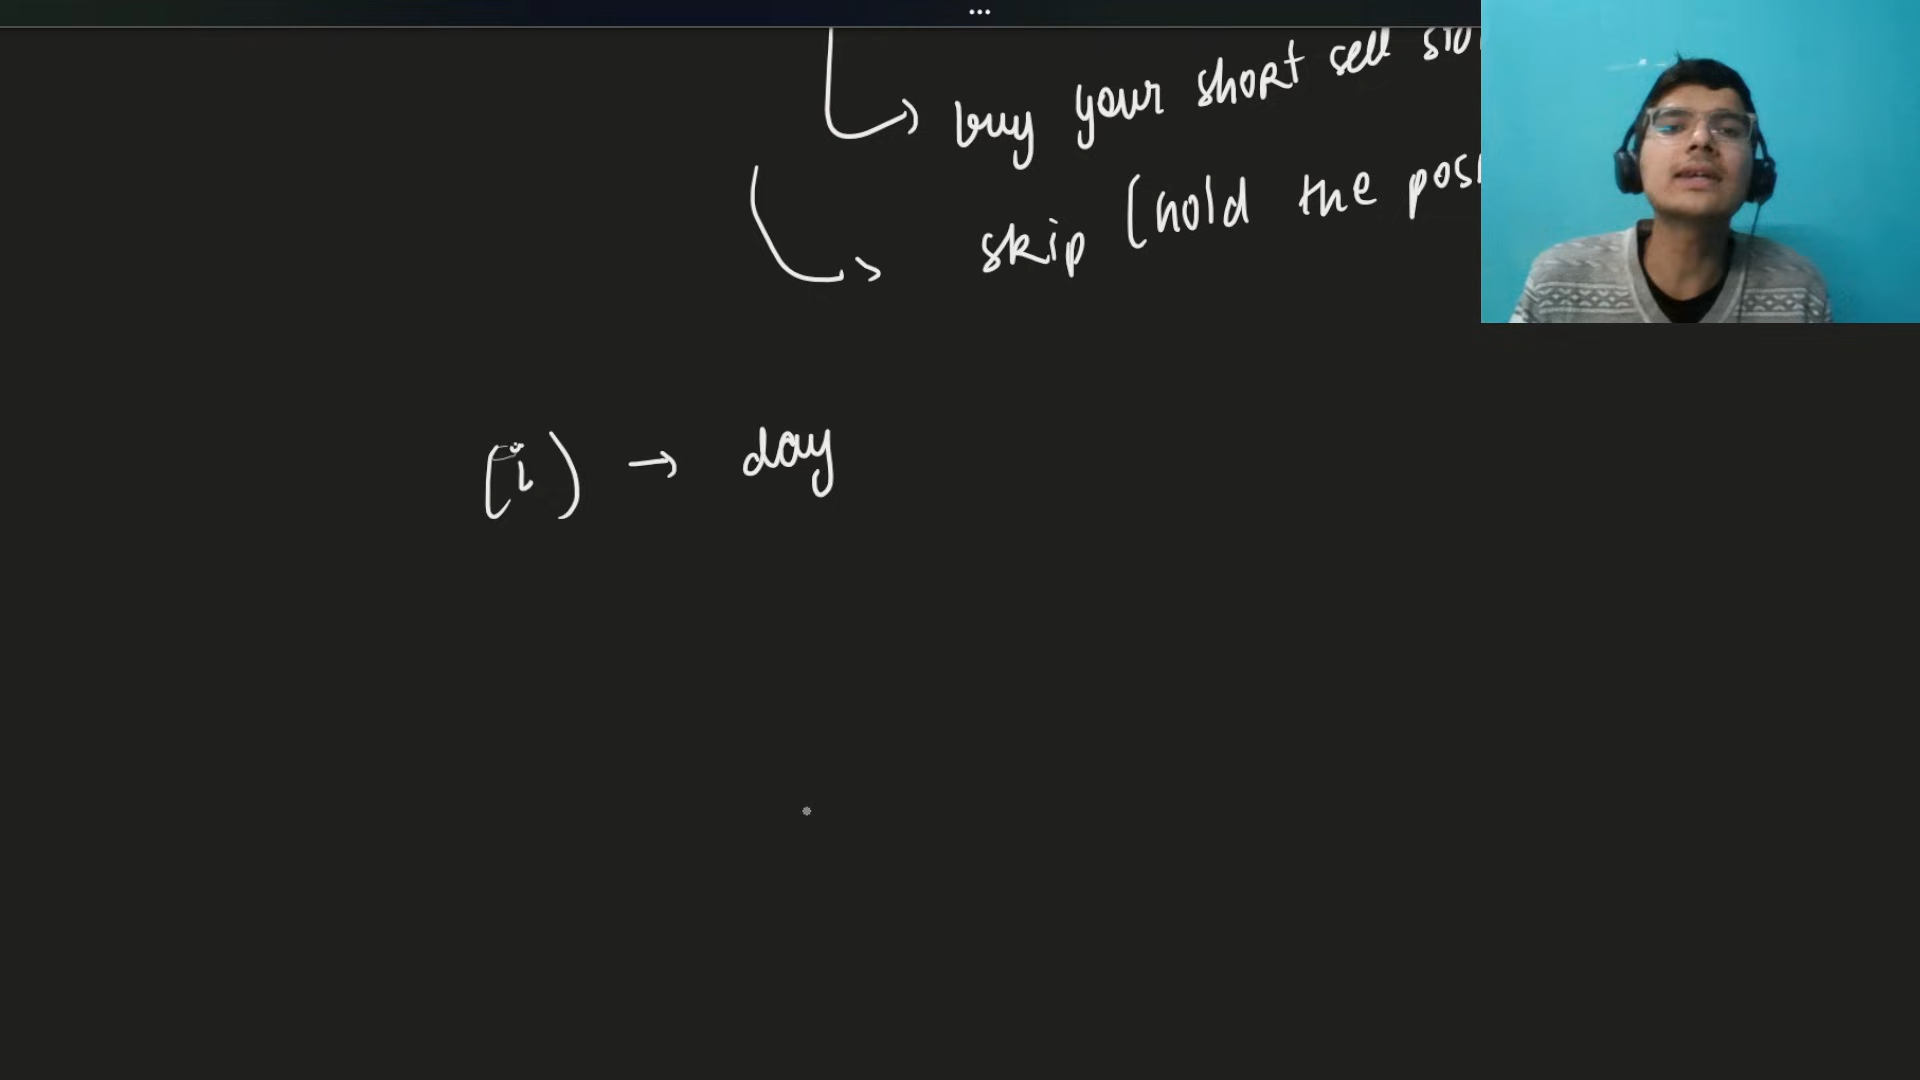 buy your short sell
skip (hold the
(i) → day